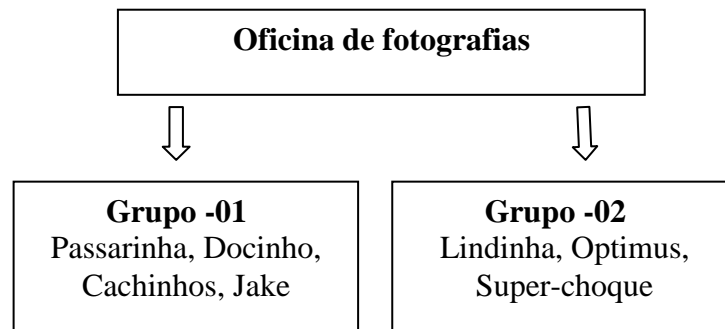 Oficina de fotografias
Grupo -01
Passarinha, Docinho,
Cachinhos, Jake
Grupo -02
Lindinha, Optimus,
Super-choque